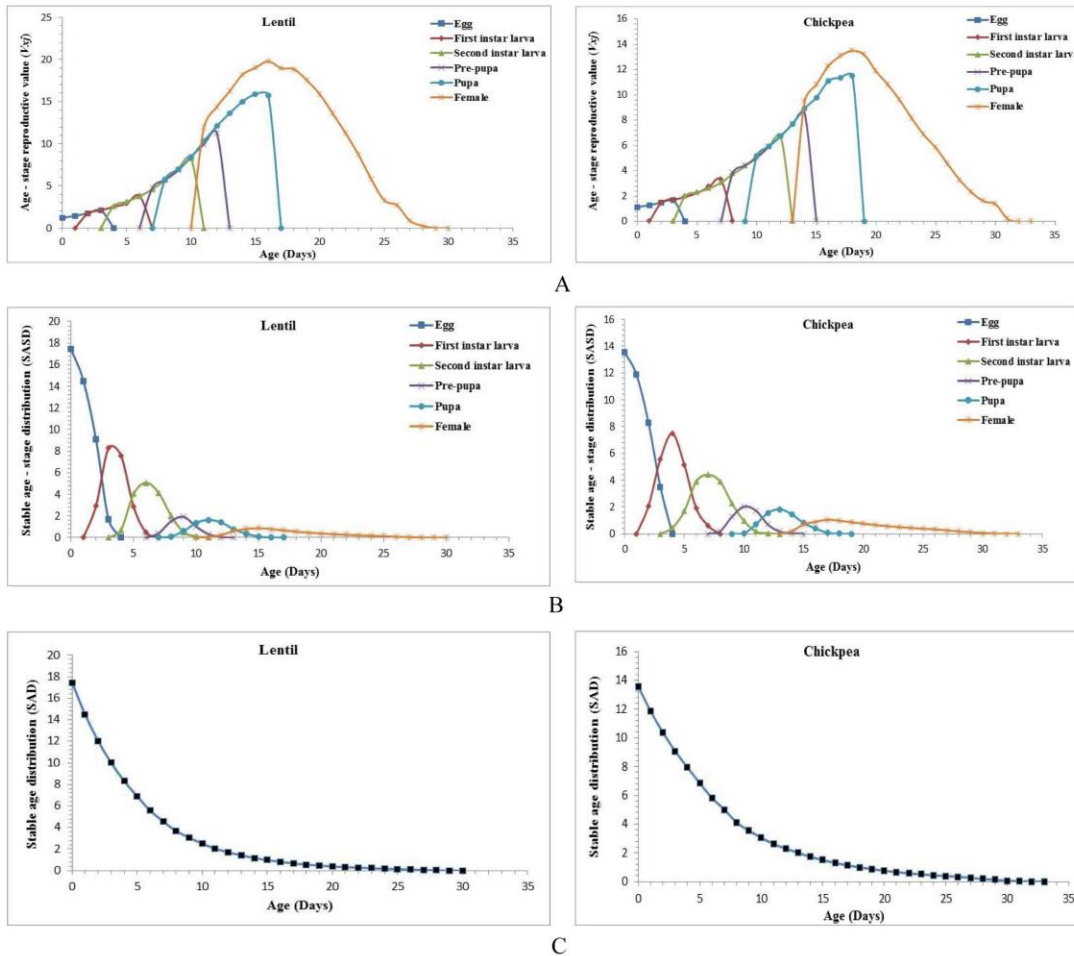 Lentil
Age - stage reproductive value (Vxj)
25
20
15
10
5
0
Egg
First instar larva
Second instar larva
Pre-pupa
Pupa
Female
0 5 10 15 20 25 30 35
Age (Days)
Chickpea
Age - stage reproductive value (Vxj)
16
14
12
10
8
6
4
2
0
Egg
First instar larva
Second instar larva
Pre-pupa
Pupa
Female
0 5 10 15 20 25 30 35
Age (Days)
A
Lentil
Stable age - stage distribution (SASD)
20
18
16
14
12
10
8
6
4
2
0
Egg
First instar larva
Second instar larva
Pre-pupa
Pupa
Female
0 5 10 15 20 25 30 35
Age (Days)
Chickpea
Stable age - stage distribution (SASD)
16
14
12
10
8
6
4
2
0
Egg
First instar larva
Second instar larva
Pre-pupa
Pupa
Female
0 5 10 15 20 25 30 35
Age (Days)
B
Lentil
Stable age distribution (SAD)
20
18
16
14
12
10
8
6
4
2
0
0 5 10 15 20 25 30 35
Age (Days)
Chickpea
Stable age distribution (SAD)
16
14
12
10
8
6
4
2
0
0 5 10 15 20 25 30 35
Age (Days)
C